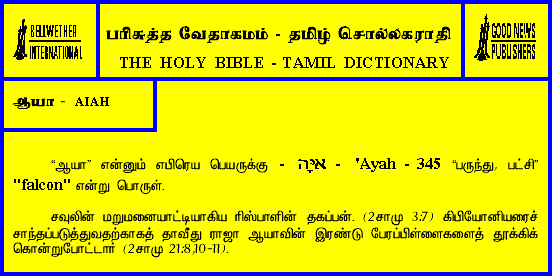 BELLWETHER
INTERNATIONAL
பரிசுத்த வேதாகமம் - தமிழ் சொல்லகராதி
THE HOLY BIBLE - TAMIL DICTIONARY
GOOD NEWS
PUBLISHERS
ஆயா - AIAH
“ஆயா” என்னும் எபிரெய பெயருக்கு - אַיָּה - 'Ayah - 345 “பருந்து, பட்சி”
"falcon" என்று பொருள்.
சவுலின் மறுமனையாட்டியாகிய ரிஸ்பாளின் தகப்பன். (2சாமு 3:7) கிபியோனியரைச்
சாந்தப்படுத்துவதற்காகத் தாவீது ராஜா ஆயாவின் இரண்டு பேரப்பிள்ளைகளைத் தூக்கிக்
கொன்றுபோட்டார் (2சாமு 21:8,10-11).